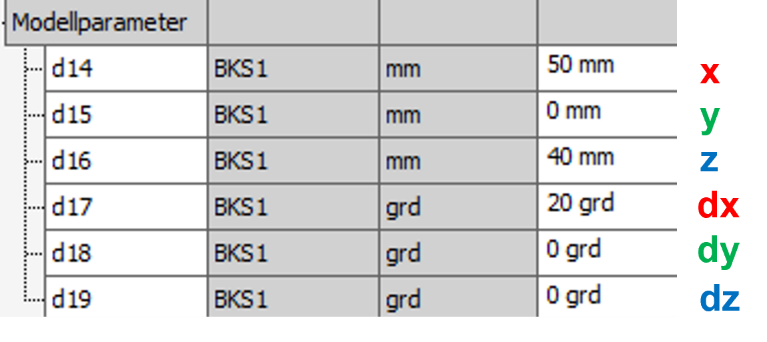 Modellparameter
d14 BKS1 mm 50 mm x
d15 BKS1 mm 0 mm y
d16 BKS1 mm 40 mm z
d17 BKS1 grd 20 grd dx
d18 BKS1 grd 0 grd dy
d19 BKS1 grd 0 grd dz